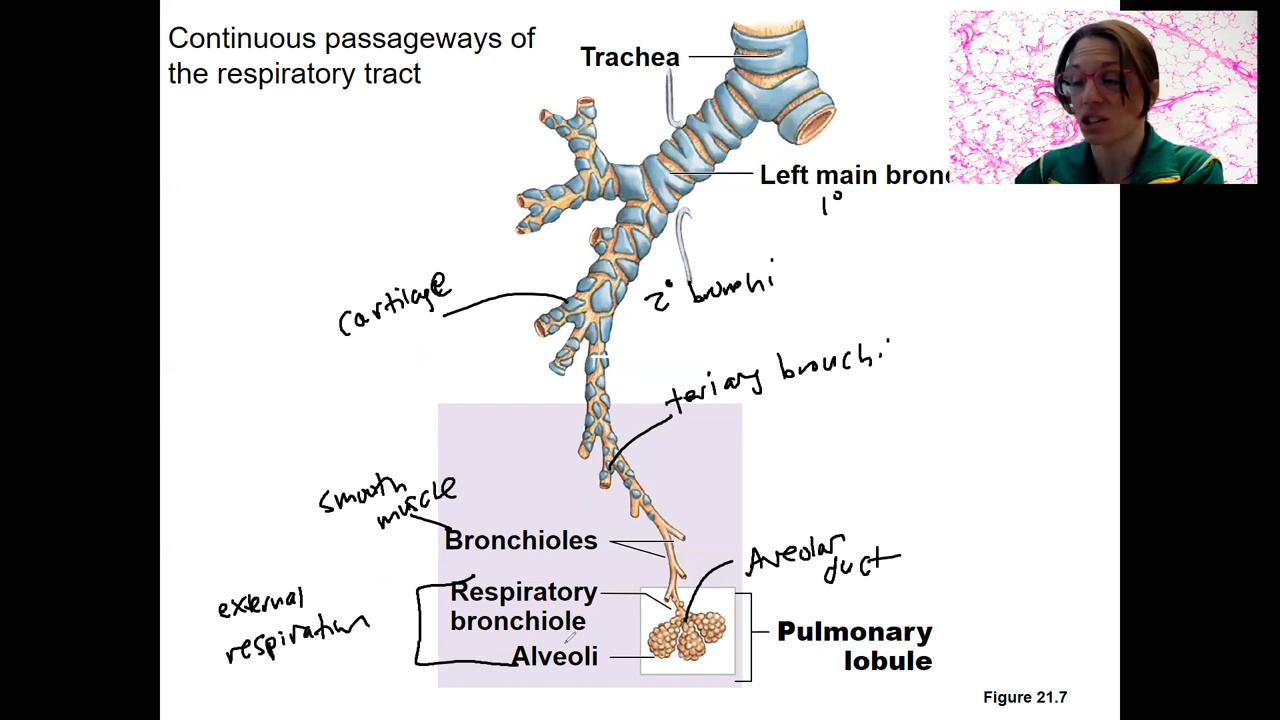 Continuous passageways of
the respiratory tract
Trachea
Left main bron
1°
cartilage
2° bronchi
teriary bronchi
smooth
muscle
Bronchioles
Aveolar
duct
external
respiration
Respiratory
bronchiole
Alveoli
Pulmonary
lobule
Figure 21.7